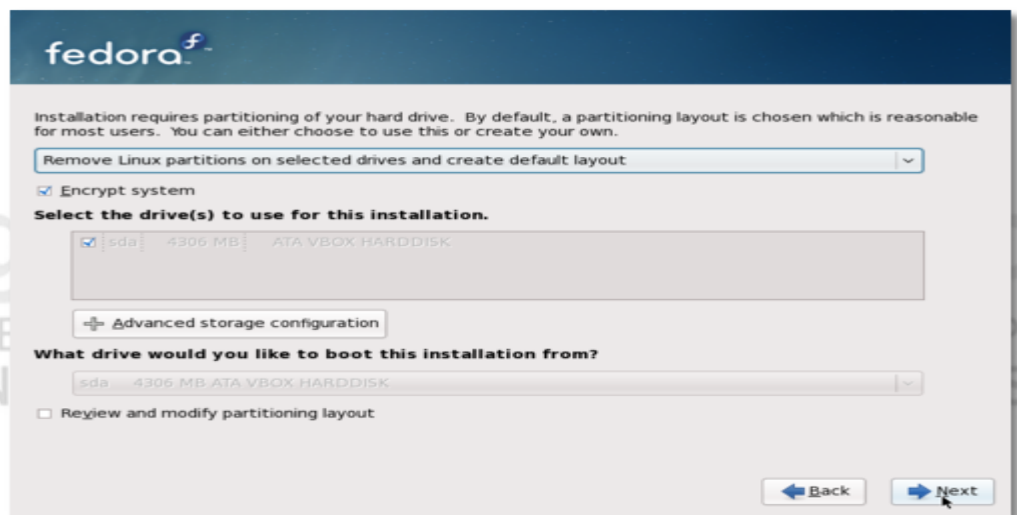 fedora
Installation requires partitioning of your hard drive. By default, a partitioning layout is chosen which is reasonable
for most users. You can either choose to use this or create your own.
Remove Linux partitions on selected drives and create default layout
Encrypt system
Select the drive(s) to use for this installation.
sda 4306 MB ATA VBOX HARDDISK
Advanced storage configuration
What drive would you like to boot this installation from?
sda 4306 MB ATA VBOX HARDDISK
Review and modify partitioning layout
Back Next